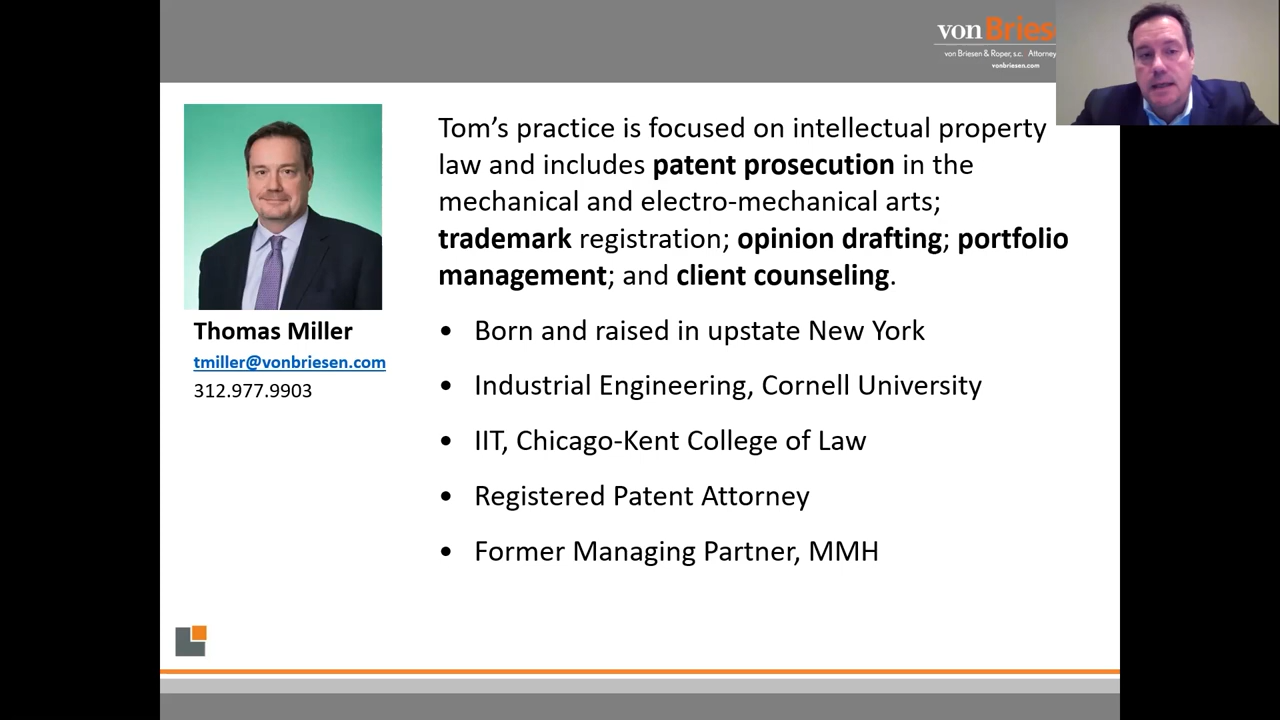 von Bries
von Briesen & Roper, s.c. Attorney
vonbriesen.com
Tom’s practice is focused on intellectual property
law and includes patent prosecution in the
mechanical and electro-mechanical arts;
trademark registration; opinion drafting; portfolio
management; and client counseling.
• Born and raised in upstate New York
• Industrial Engineering, Cornell University
• IIT, Chicago-Kent College of Law
• Registered Patent Attorney
• Former Managing Partner, MMH
Thomas Miller
tmiller@vonbriesen.com
312.977.9903